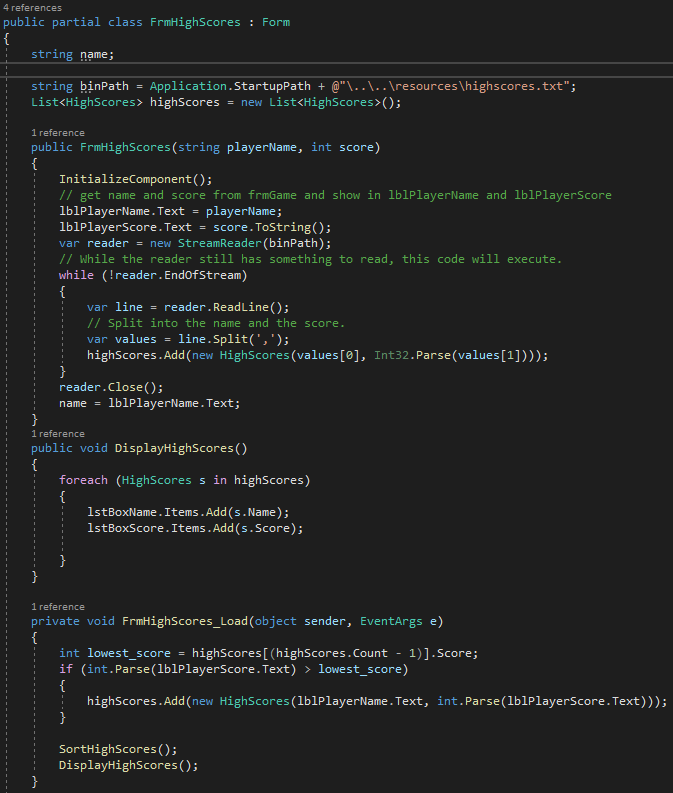 4 references
public partial class FrmHighScores : Form
{
string name;
string binPath = Application.StartupPath + @"\..\..\resources\highscores.txt";
List<HighScores> highScores = new List<HighScores>();
1 reference
public FrmHighScores(string playerName, int score)
{
InitializeComponent();
// get name and score from frmGame and show in lblPlayerName and lblPlayerScore
lblPlayerName.Text = playerName;
lblPlayerScore.Text = score.ToString();
var reader = new StreamReader(binPath);
// While the reader still has something to read, this code will execute.
while (!reader.EndOfStream)
{
var line = reader.ReadLine();
// Split into the name and the score.
var values = line.Split(',');
highScores.Add(new HighScores(values[0], Int32.Parse(values[1])));
}
reader.Close();
name = lblPlayerName.Text;
}
1 reference
public void DisplayHighScores()
{
foreach (HighScores s in highScores)
{
lstBoxName.Items.Add(s.Name);
lstBoxScore.Items.Add(s.Score);
}
}
1 reference
private void FrmHighScores_Load(object sender, EventArgs e)
{
int lowest_score = highScores[(highScores.Count - 1)].Score;
if (int.Parse(lblPlayerScore.Text) > lowest_score)
{
highScores.Add(new HighScores(lblPlayerName.Text, int.Parse(lblPlayerScore.Text)));
}
SortHighScores();
DisplayHighScores();
}